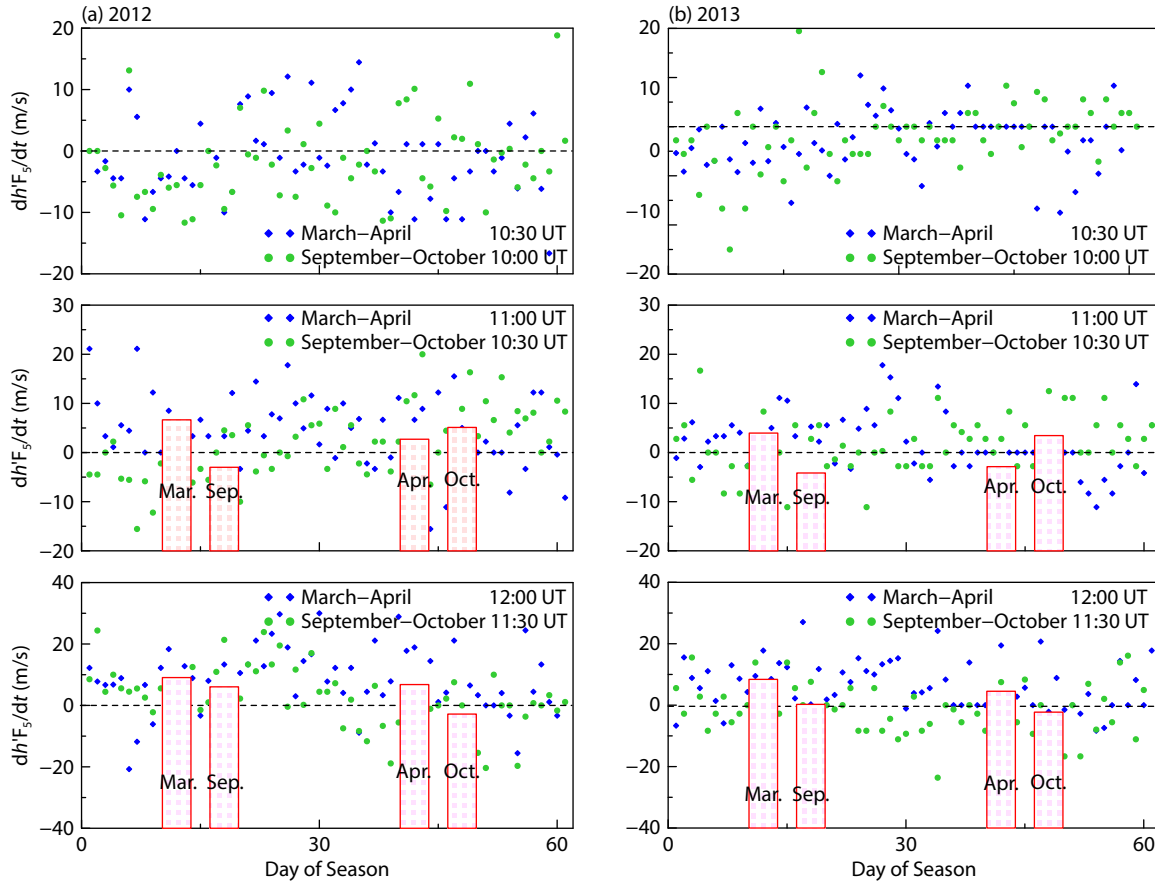 (a) 2012
(b) 2013
20
10
0
−10
−20
dh'F5/dt (m/s)
March−April 10:30 UT
September−October 10:00 UT
March−April 10:30 UT
September−October 10:00 UT
20
10
0
−10
−20
30
20
10
0
−10
−20
dh'F5/dt (m/s)
March−April 11:00 UT
September−October 10:30 UT
Mar. Sep. Apr. Oct.
30
20
10
0
−10
−20
March−April 11:00 UT
September−October 10:30 UT
Mar. Sep. Apr. Oct.
40
20
0
−20
−40
dh'F5/dt (m/s)
March−April 12:00 UT
September−October 11:30 UT
Mar. Sep. Apr. Oct.
0 30 60
Day of Season
40
20
0
−20
−40
March−April 12:00 UT
September−October 11:30 UT
Mar. Sep. Apr. Oct.
0 30 60
Day of Season